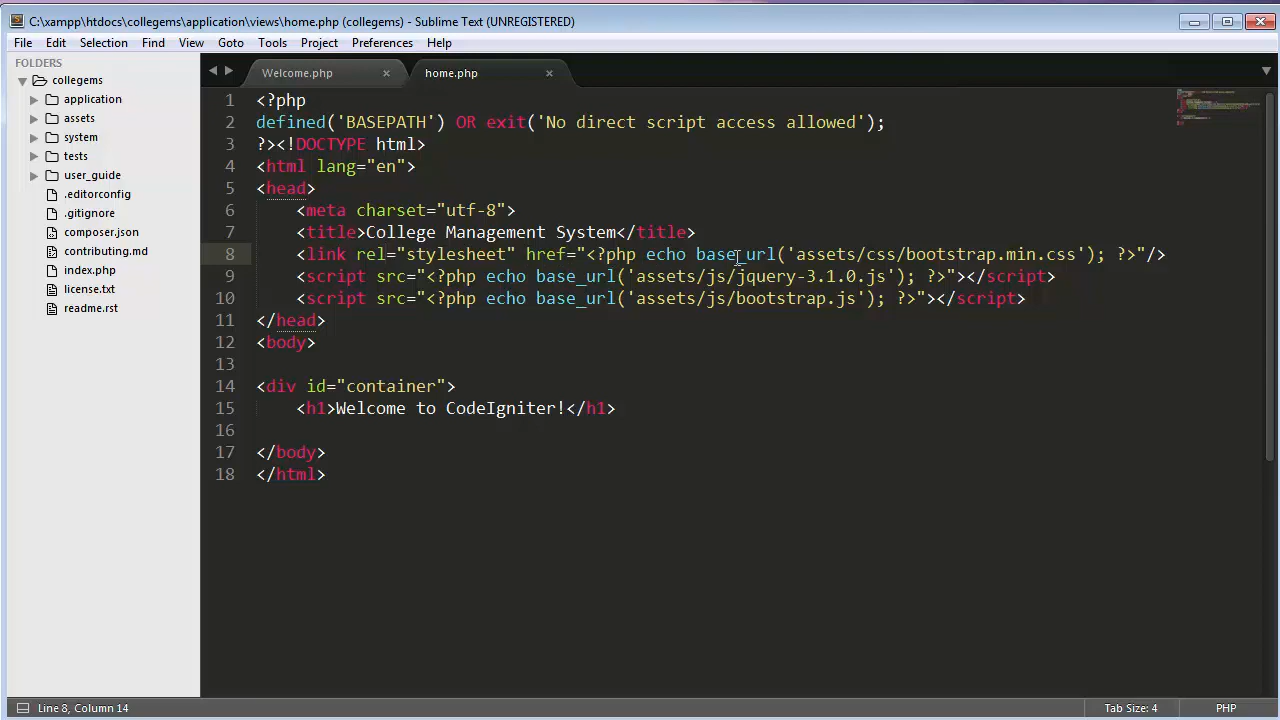 C:\xampp\htdocs\collegems\application\views\home.php (collegems) - Sublime Text (UNREGISTERED)
File Edit Selection Find View Goto Tools Project Preferences Help
FOLDERS
collegems
application
assets
system
tests
user_guide
.editorconfig
.gitignore
composer.json
contributing.md
index.php
license.txt
readme.rst
Welcome.php × home.php ×
1 <?php
2 defined('BASEPATH') OR exit('No direct script access allowed');
3 ?><!DOCTYPE html>
4 <html lang="en">
5 <head>
6 <meta charset="utf-8">
7 <title>College Management System</title>
8 <link rel="stylesheet" href="<?php echo base_url('assets/css/bootstrap.min.css'); ?>"/>
9 <script src="<?php echo base_url('assets/js/jquery-3.1.0.js'); ?>"></script>
10 <script src="<?php echo base_url('assets/js/bootstrap.js'); ?>"></script>
11 </head>
12 <body>
13
14 <div id="container">
15 <h1>Welcome to CodeIgniter!</h1>
16
17 </body>
18 </html>
Line 8, Column 14 Tab Size: 4 PHP